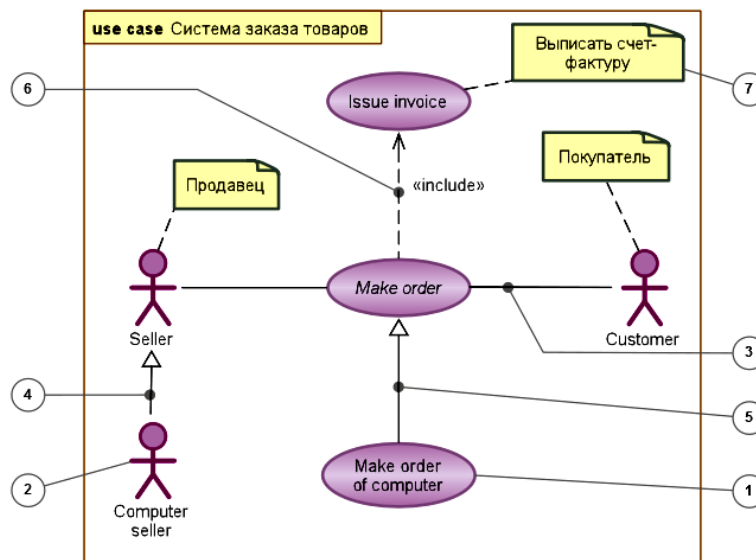 use case Система заказа товаров
Выписать счет-
фактуру
6
7
Issue invoice
Покупатель
«include»
Продавец
Make order
Seller
Customer
3
4
5
Make order
of computer
2
1
Computer
seller